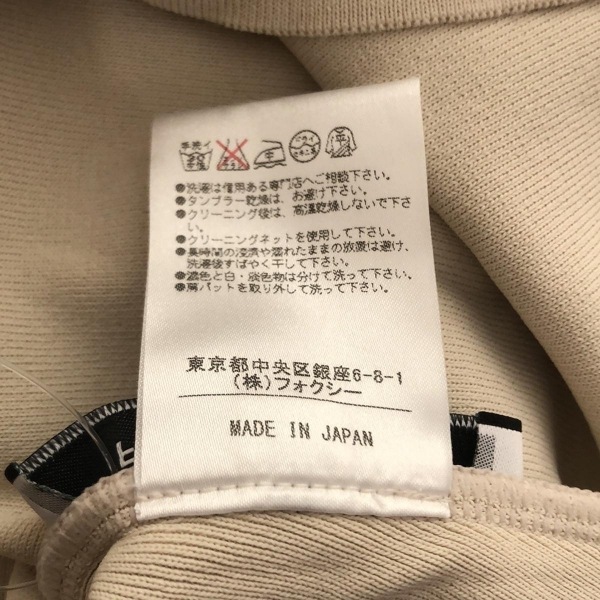 手洗イ
中
ドライ
●洗濯は信用ある専門店へご相談下さい。
●タンブラー乾燥は、お避け下さい。
●クリーニング後は、高温乾燥しないで下さ
い。
●クリーニングネットを使用して下さい。
●長時間の浸漬や濡れたままの放置は避け、
洗濯後すばやく干して下さい。
●濃色と白・淡色物は分けて洗って下さい。
●肩パットを取り外して洗って下さい。
東京都中央区銀座6-8-1
(株)フォクシー
MADE IN JAPAN